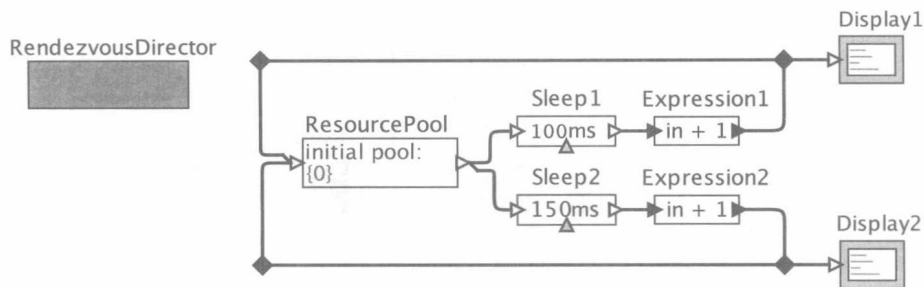 Display1
RendezvousDirector
Sleep1
Expression1
ResourcePool
100ms
in + 1
initial pool:
{0}
Sleep2
Expression2
150ms
in + 1
Display2